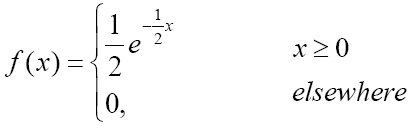 f(x) = { 1/2 e^{-1/2 x}    x ≥ 0
0,    elsewhere